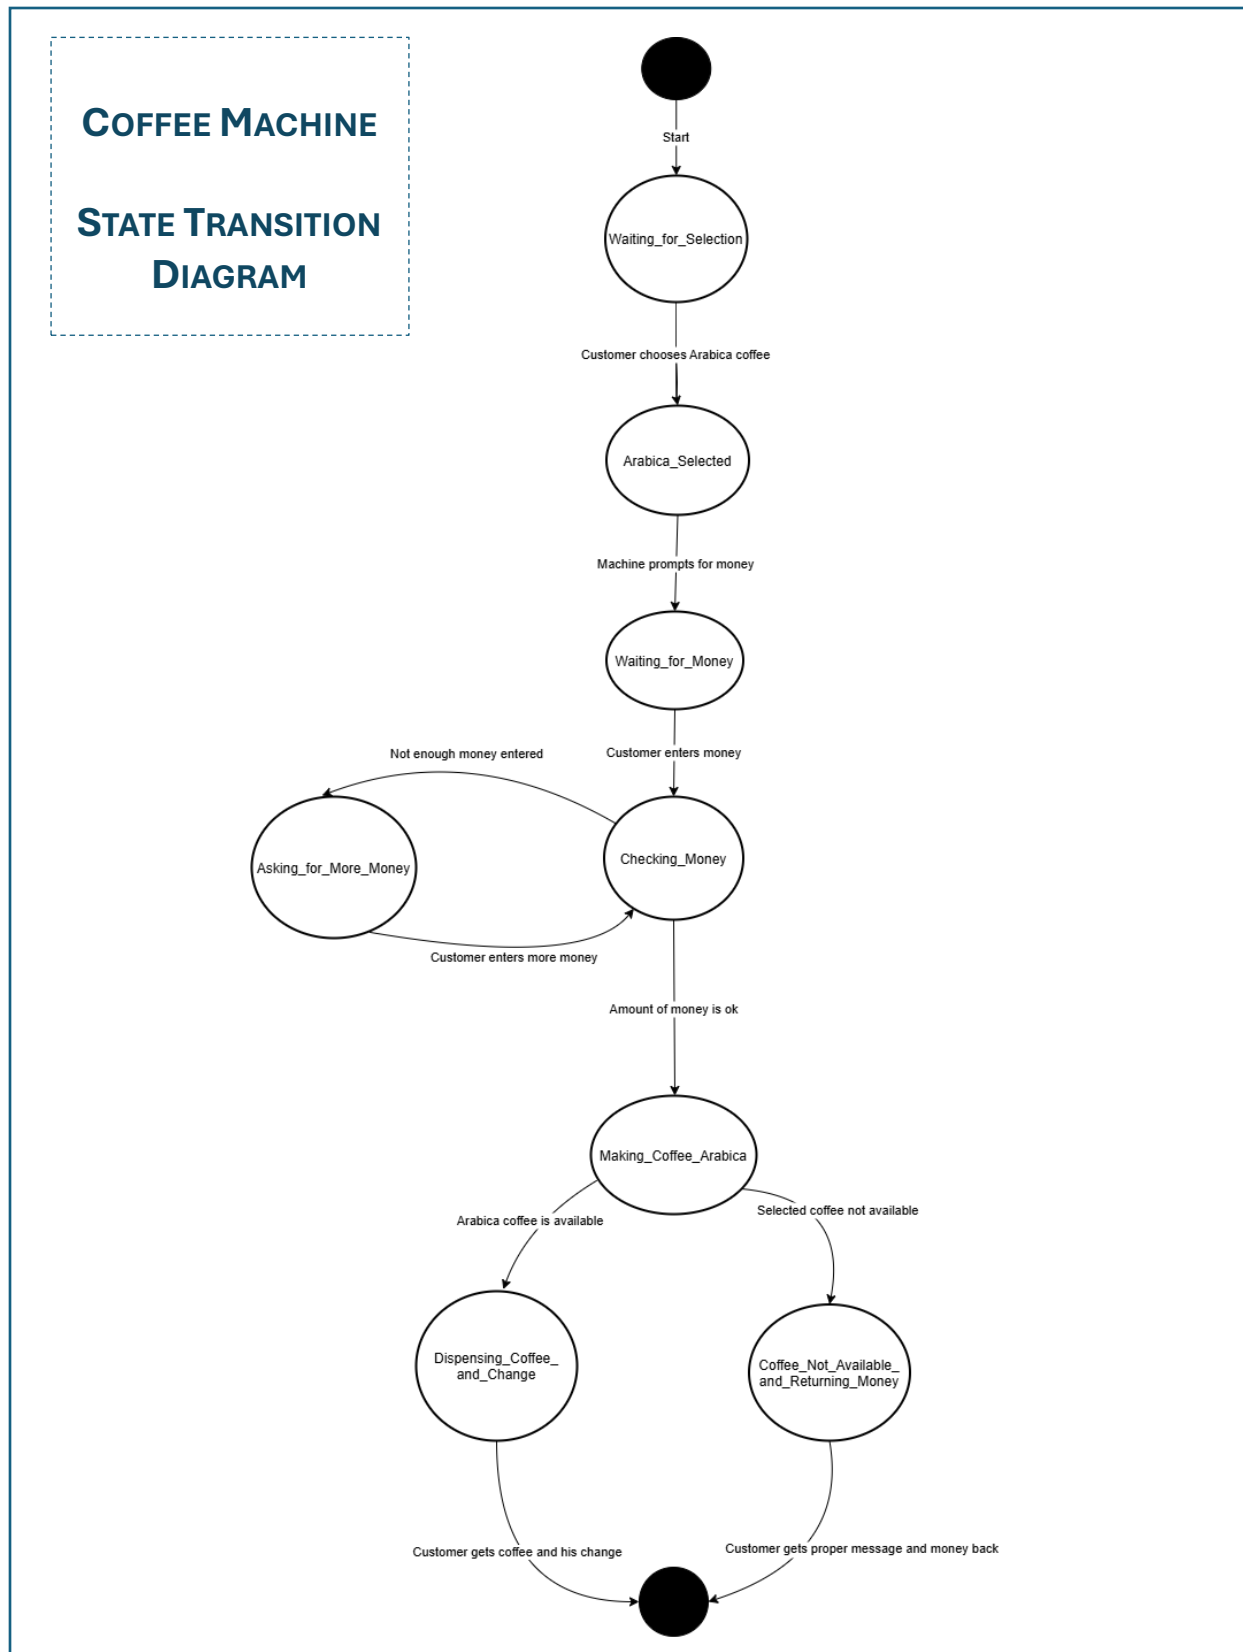 COFFEE MACHINE
STATE TRANSITION
DIAGRAM
Start
Waiting_for_Selection
Customer chooses Arabica coffee
Arabica_Selected
Machine prompts for money
Waiting_for_Money
Not enough money entered
Customer enters money
Asking_for_More_Money
Checking_Money
Customer enters more money
Amount of money is ok
Making_Coffee_Arabica
Arabica coffee is available
Selected coffee not available
Dispensing_Coffee_
and_Change
Coffee_Not_Available_
and_Returning_Money
Customer gets coffee and his change
Customer gets proper message and money back